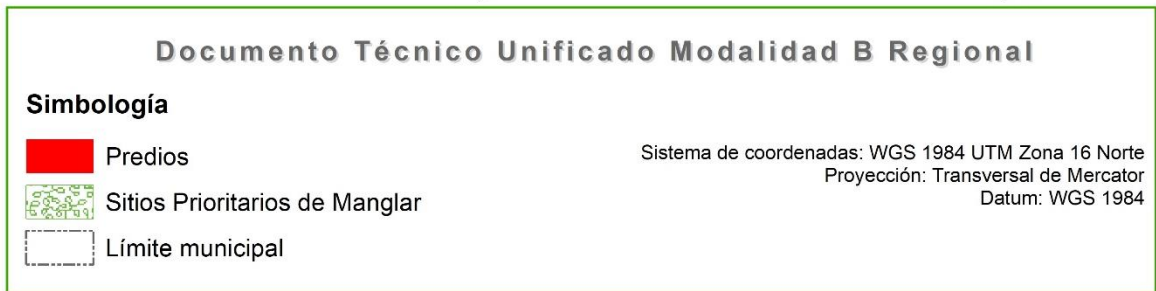 Documento Técnico Unificado Modalidad B Regional
Simbología
Predios
Sitios Prioritarios de Manglar
Límite municipal
Sistema de coordenadas: WGS 1984 UTM Zona 16 Norte
Proyección: Transversal de Mercator
Datum: WGS 1984